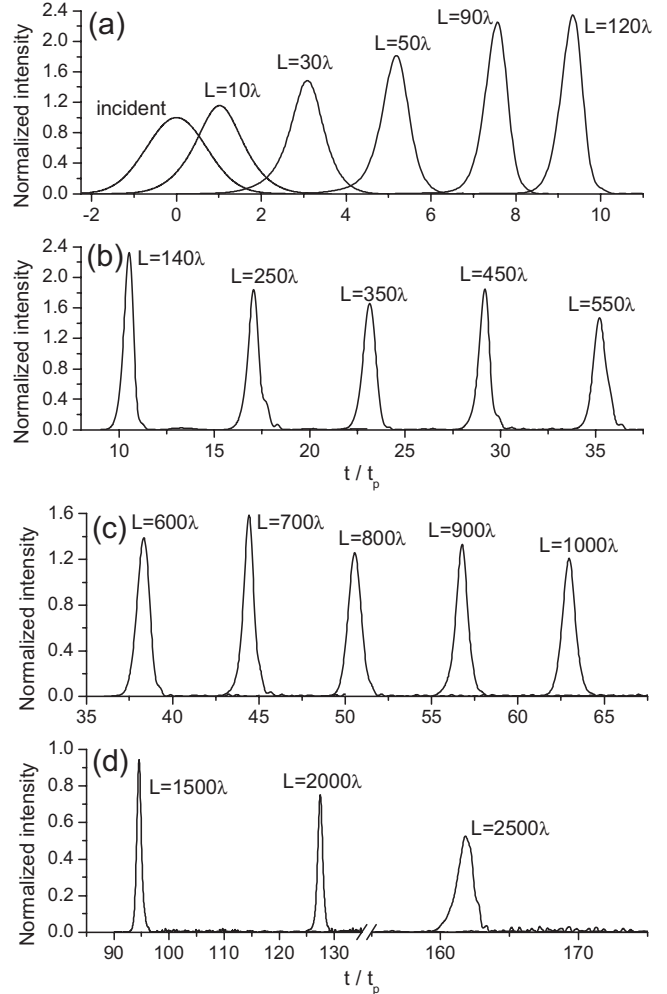 (a)
Normalized intensity
2.4
1.8
1.2
0.6
0.0
incident
L=10λ
L=30λ
L=50λ
L=90λ
L=120λ
-2 0 2 4 6 8 10
(b)
Normalized intensity
2.4
2.0
1.6
1.2
0.8
0.4
0.0
L=140λ
L=250λ
L=350λ
L=450λ
L=550λ
10 15 20 25 30 35
t / tp
(c)
Normalized intensity
1.6
1.2
0.8
0.4
0.0
L=600λ
L=700λ
L=800λ
L=900λ
L=1000λ
35 40 45 50 55 60 65
(d)
Normalized intensity
1.0
0.8
0.6
0.4
0.2
0.0
L=1500λ
L=2000λ
L=2500λ
90 100 110 120 130 160 170
t / tp